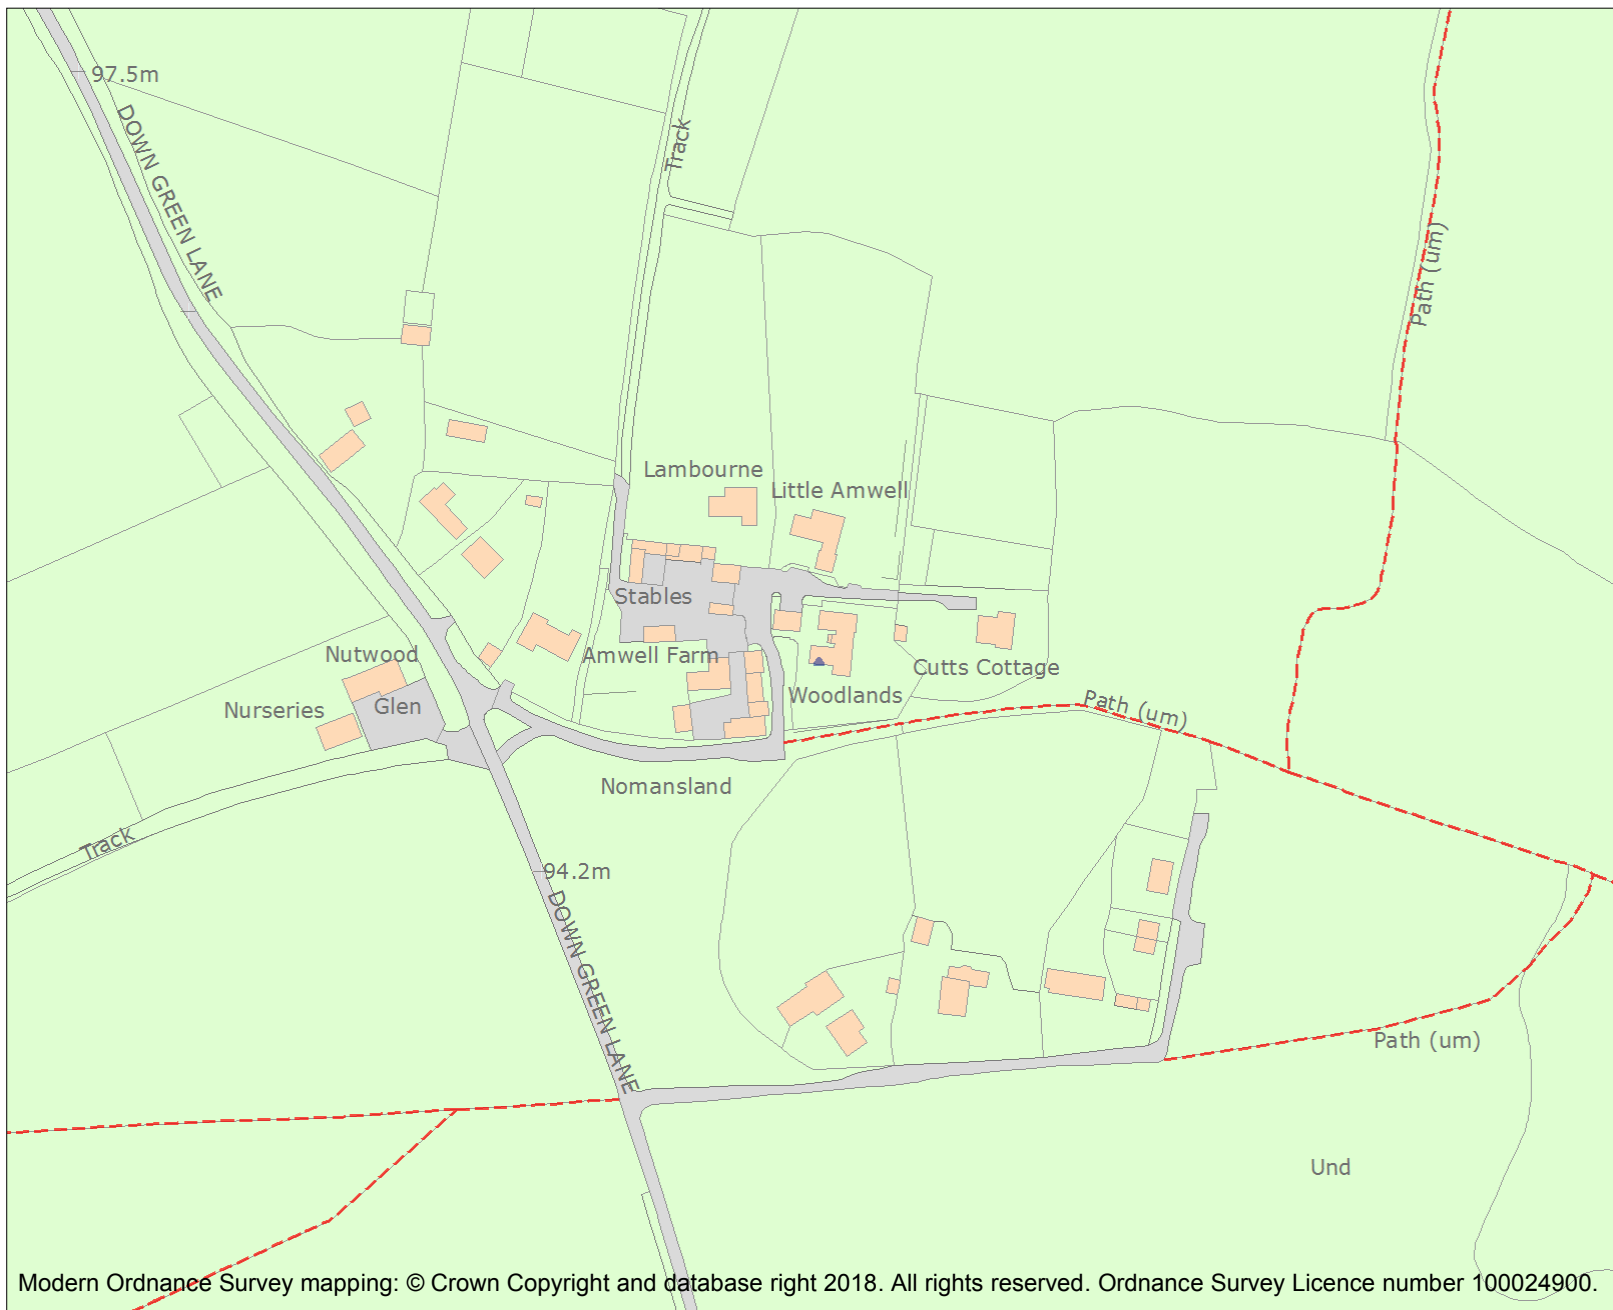 97.5m
DOWN GREEN LANE
Track
Path (um)
Lambourne
Little Amwell
Stables
Nutwood
Amwell Farm
Cutts Cottage
Woodlands
Nurseries
Glen
Path (um)
Nomansland
Track
94.2m
DOWN GREEN LANE
Path (um)
Und
Modern Ordnance Survey mapping: © Crown Copyright and database right 2018. All rights reserved. Ordnance Survey Licence number 100024900.